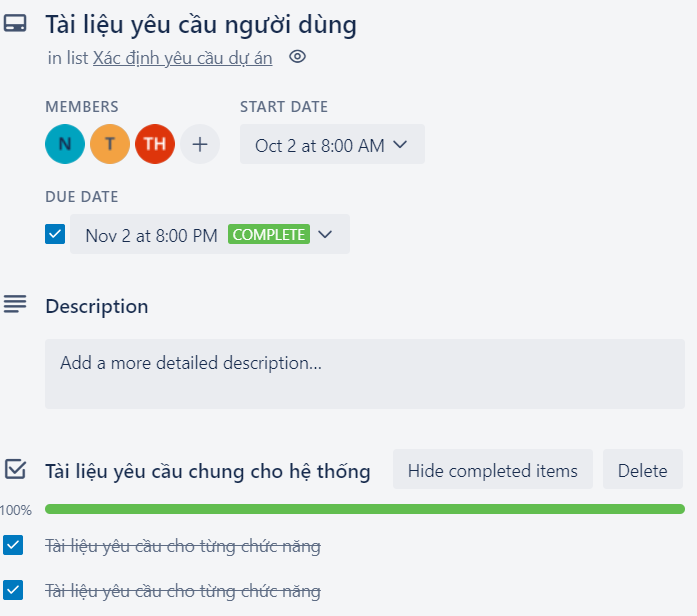 Tài liệu yêu cầu người dùng
in list Xác định yêu cầu dự án
MEMBERS
START DATE
N T TH +
Oct 2 at 8:00 AM
DUE DATE
Nov 2 at 8:00 PM COMPLETE
Description
Add a more detailed description...
Tài liệu yêu cầu chung cho hệ thống Hide completed items Delete
100%
Tài liệu yêu cầu cho từng chức năng
Tài liệu yêu cầu cho từng chức năng